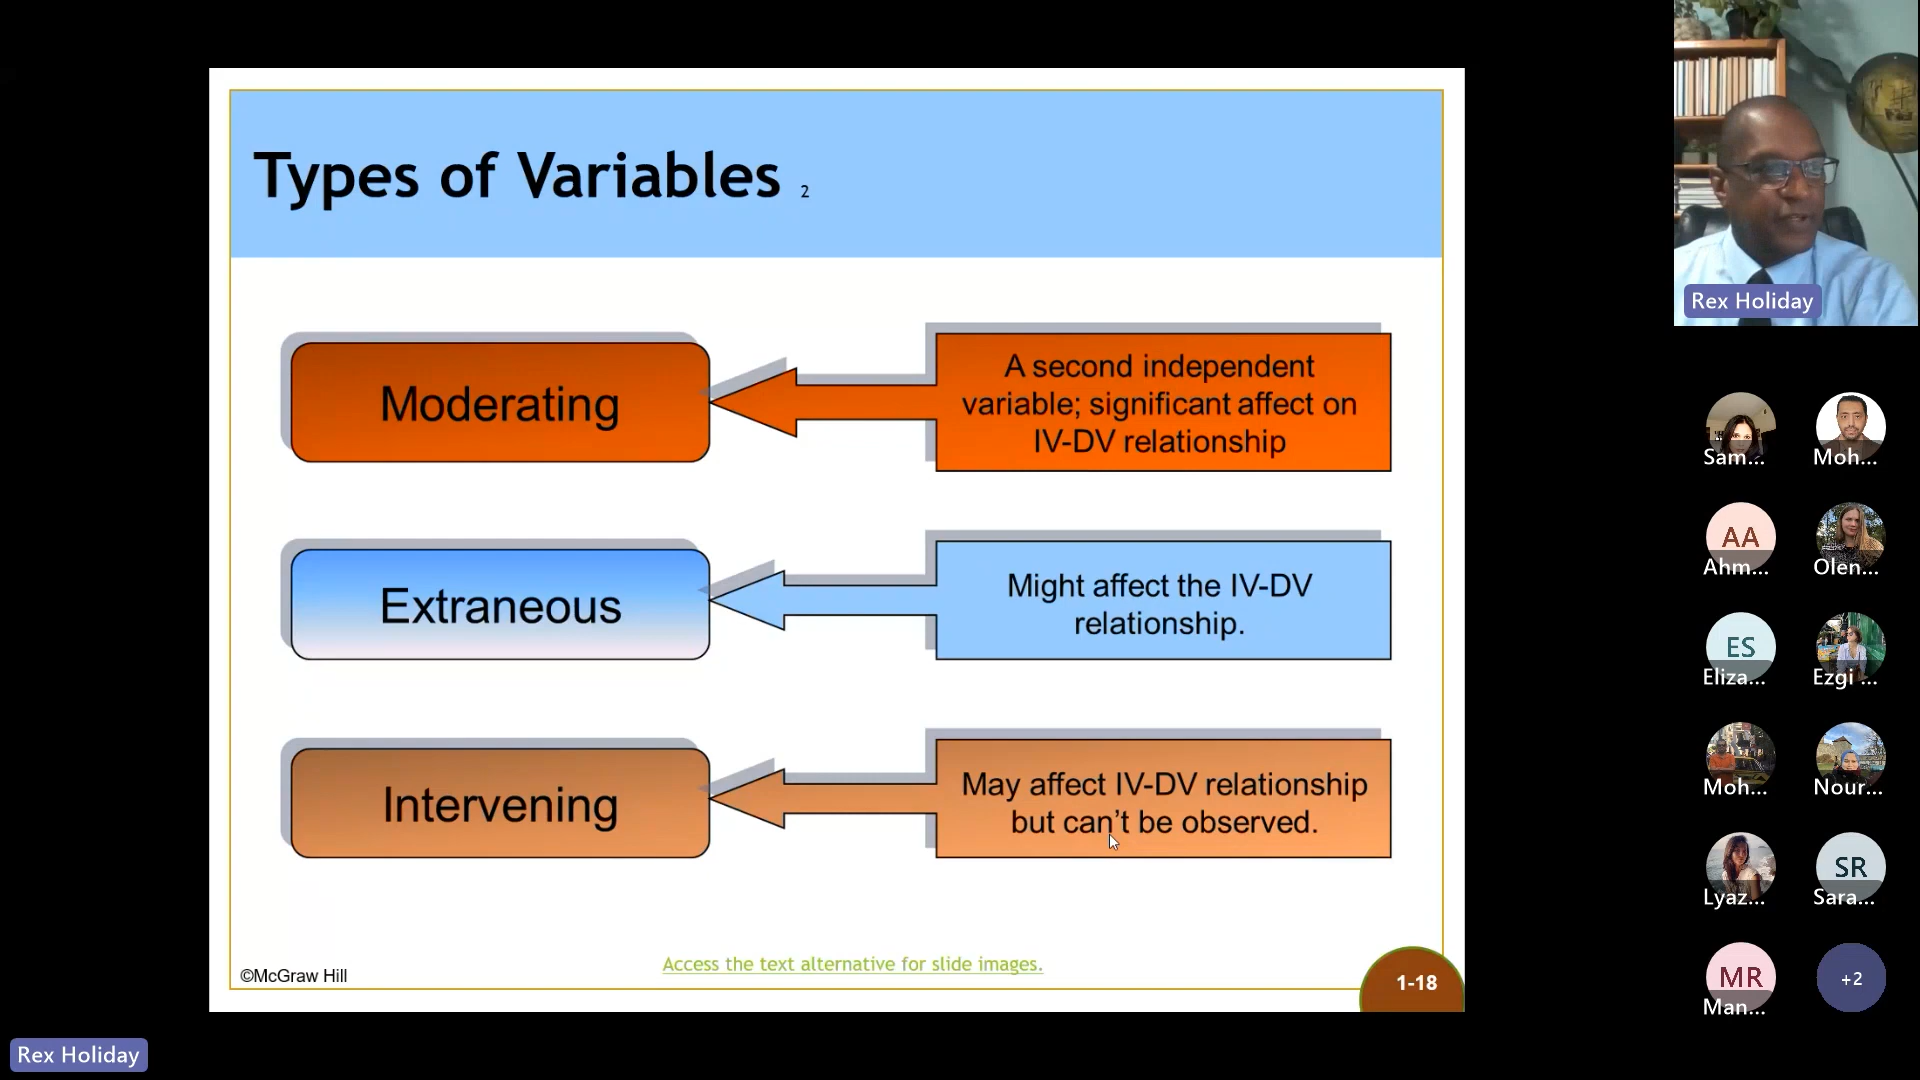 Types of Variables 2
Moderating
A second independent
variable; significant affect on
IV-DV relationship
Extraneous
Might affect the IV-DV
relationship.
Intervening
May affect IV-DV relationship
but can't be observed.
©McGraw Hill
Access the text alternative for slide images.
1-18
Rex Holiday
Rex Holiday
Sam...
Moh...
AA
Ahm...
Olen...
ES
Eliza...
Ezgi ...
Moh...
Nour...
Lyaz...
SR
Sara...
MR
Man...
+2